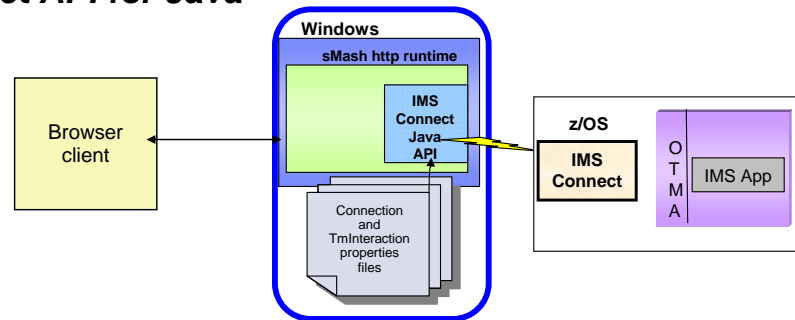 Windows
sMash http runtime
IMS
Connect
Java
API
Browser
client
Connection
and
TmInteraction
properties
files
z/OS
IMS
Connect
O
T
M
A
IMS App